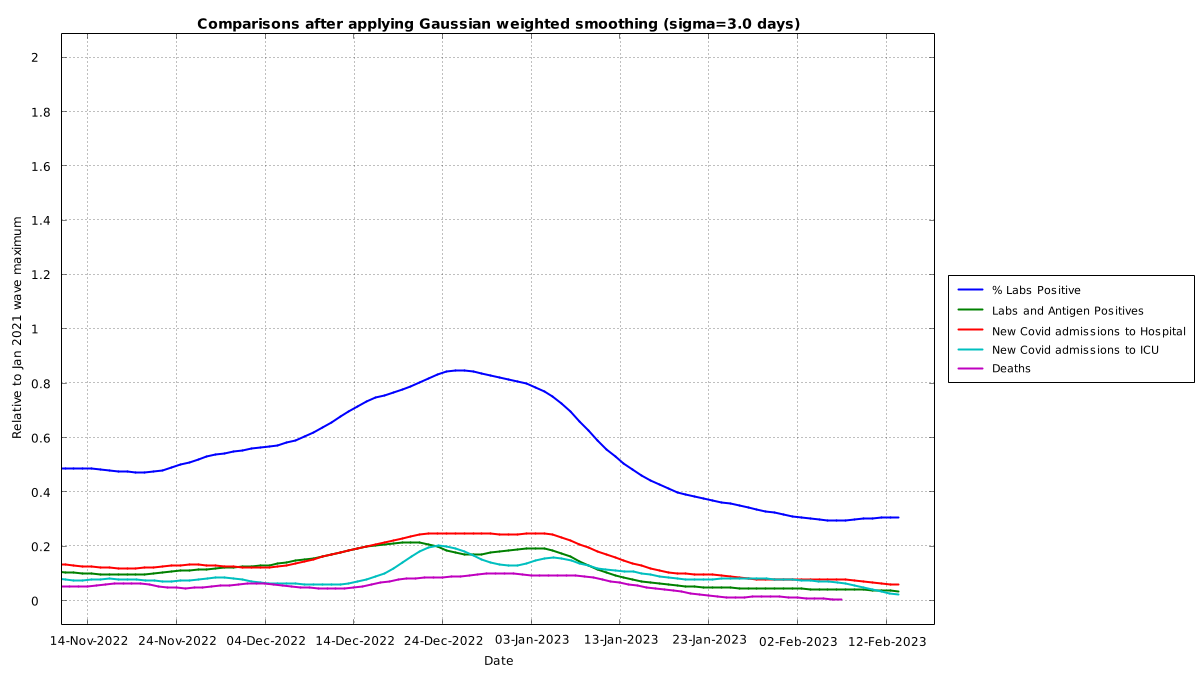 Comparisons after applying Gaussian weighted smoothing (sigma=3.0 days)
Relative to Jan 2021 wave maximum
2
1.8
1.6
1.4
1.2
1
0.8
0.6
0.4
0.2
0
14-Nov-2022 24-Nov-2022 04-Dec-2022 14-Dec-2022 24-Dec-2022 03-Jan-2023 13-Jan-2023 23-Jan-2023 02-Feb-2023 12-Feb-2023
Date
% Labs Positive
Labs and Antigen Positives
New Covid admissions to Hospital
New Covid admissions to ICU
Deaths